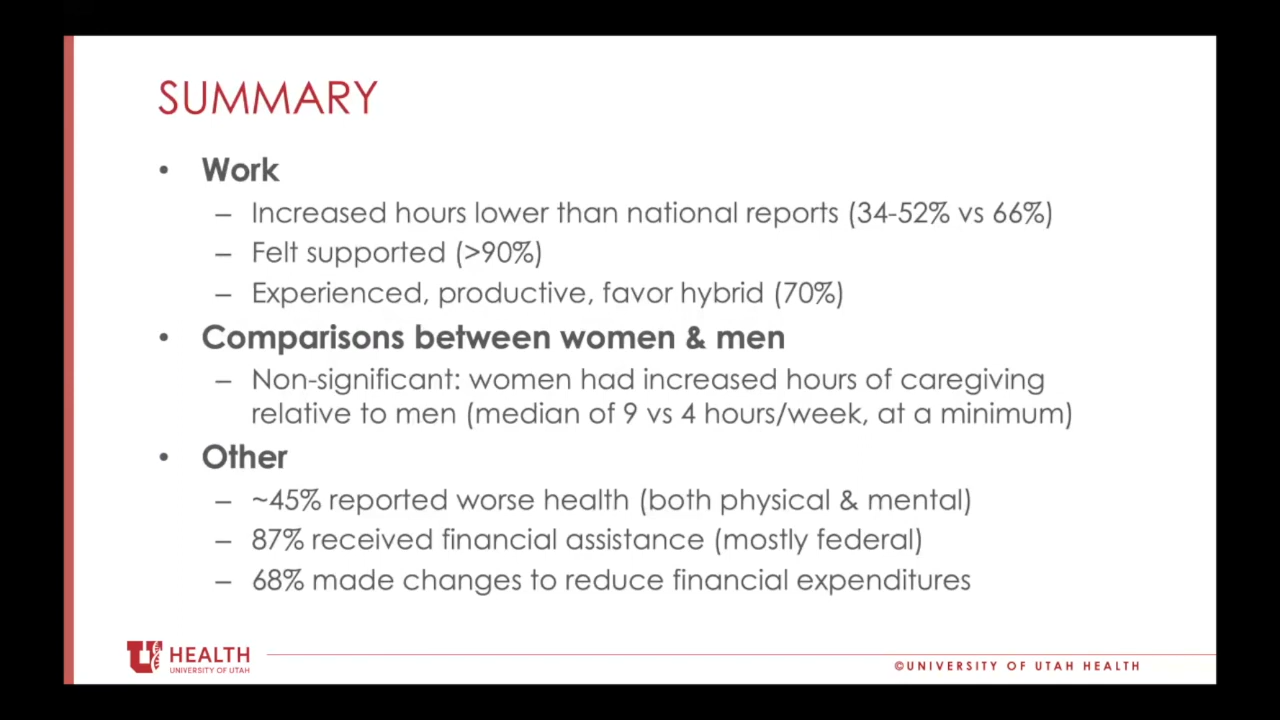 SUMMARY
• Work
– Increased hours lower than national reports (34-52% vs 66%)
– Felt supported (>90%)
– Experienced, productive, favor hybrid (70%)
• Comparisons between women & men
– Non-significant: women had increased hours of caregiving
relative to men (median of 9 vs 4 hours/week, at a minimum)
• Other
– ~45% reported worse health (both physical & mental)
– 87% received financial assistance (mostly federal)
– 68% made changes to reduce financial expenditures
U HEALTH
UNIVERSITY OF UTAH
©UNIVERSITY OF UTAH HEALTH